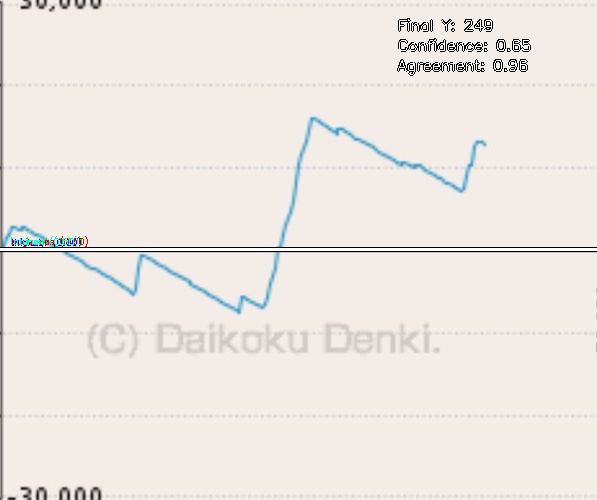 30,000
Final Y: 249
Confidence: 0.65
Agreement: 0.96
(C) Daikoku Denki.
-30,000